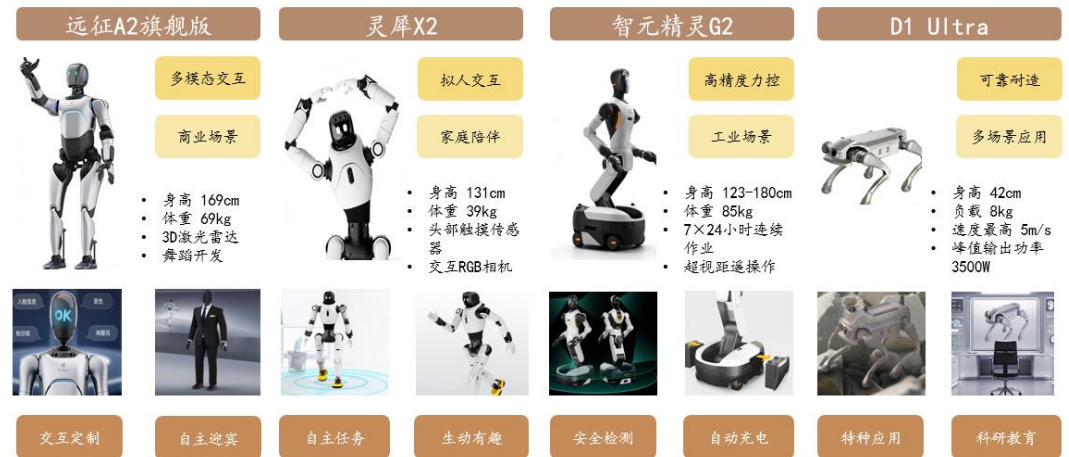 远征A2旗舰版
多模态交互
商业场景
• 身高 169cm
• 体重 69kg
• 3D激光雷达
• 舞蹈开发
OK
音色
知识库
唤醒词
交互定制
自主迎宾
灵犀X2
拟人交互
家庭陪伴
• 身高 131cm
• 体重 39kg
• 头部触摸传感
器
• 交互RGB相机
自主任务
生动有趣
智元精灵G2
高精度力控
工业场景
• 身高 123-180cm
• 体重 85kg
• 7×24小时连续
作业
• 超视距遥操作
安全检测
自动充电
D1 Ultra
可靠耐造
多场景应用
• 身高 42cm
• 负载 8kg
• 速度最高 5m/s
• 峰值输出功率
3500W
特种应用
科研教育